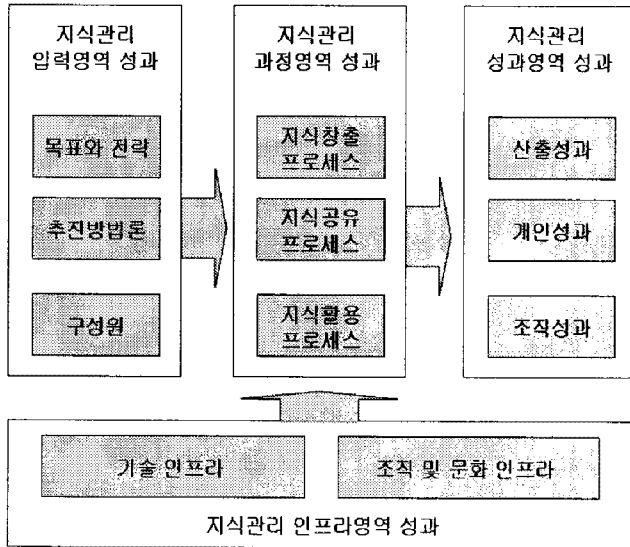 지식관리
입력영역 성과
목표와 전략
추진방법론
구성원
지식관리
과정영역 성과
지식창출
프로세스
지식공유
프로세스
지식활용
프로세스
지식관리
성과영역 성과
산출성과
개인성과
조직성과
기술 인프라
조직 및 문화 인프라
지식관리 인프라영역 성과